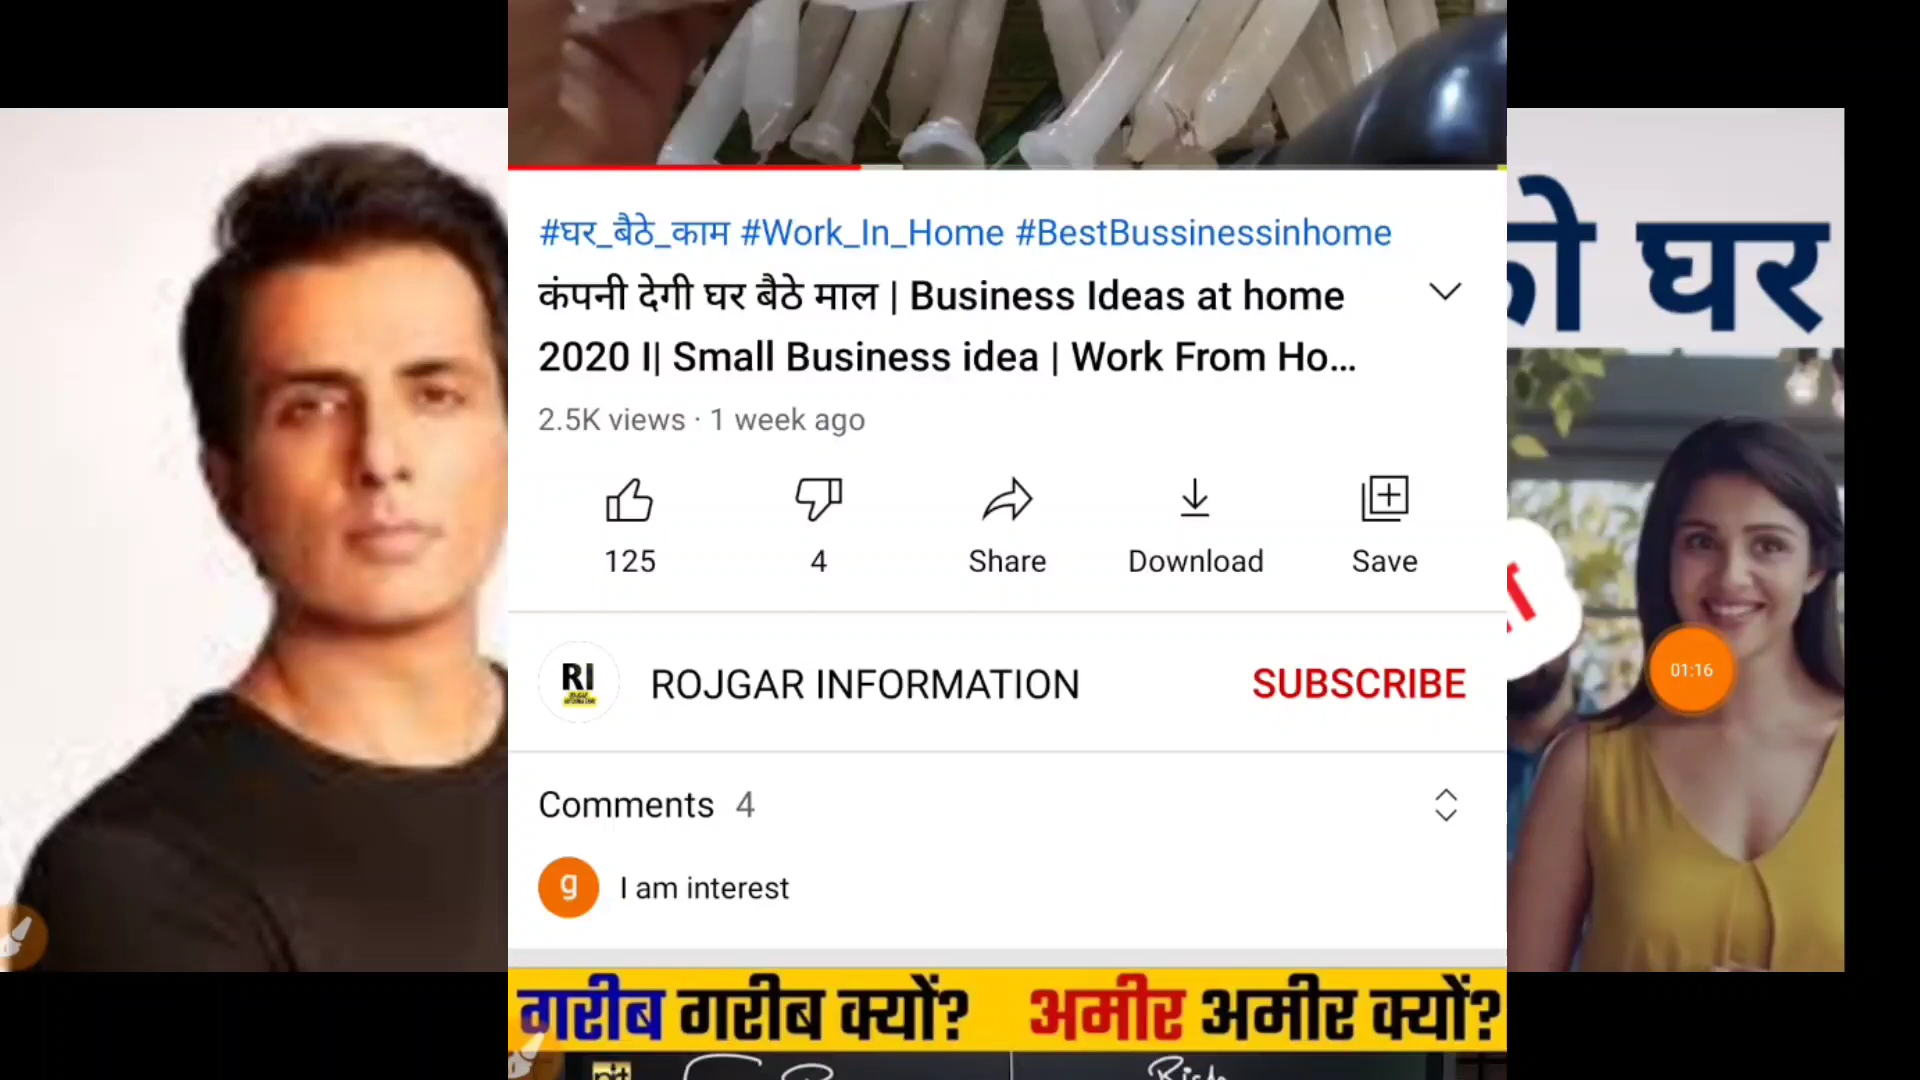 #घर_बैठे_काम #Work_In_Home #BestBussinessinhome
कंपनी देगी घर बैठे माल | Business Ideas at home
2020 I| Small Business idea | Work From Ho...
2.5K views · 1 week ago
125
4
Share
Download
Save
RI
ROJGAR INFORMATION
SUBSCRIBE
Comments 4
g
I am interest
गरीब गरीब क्यों? अमीर अमीर क्यों?
को घर
01:16